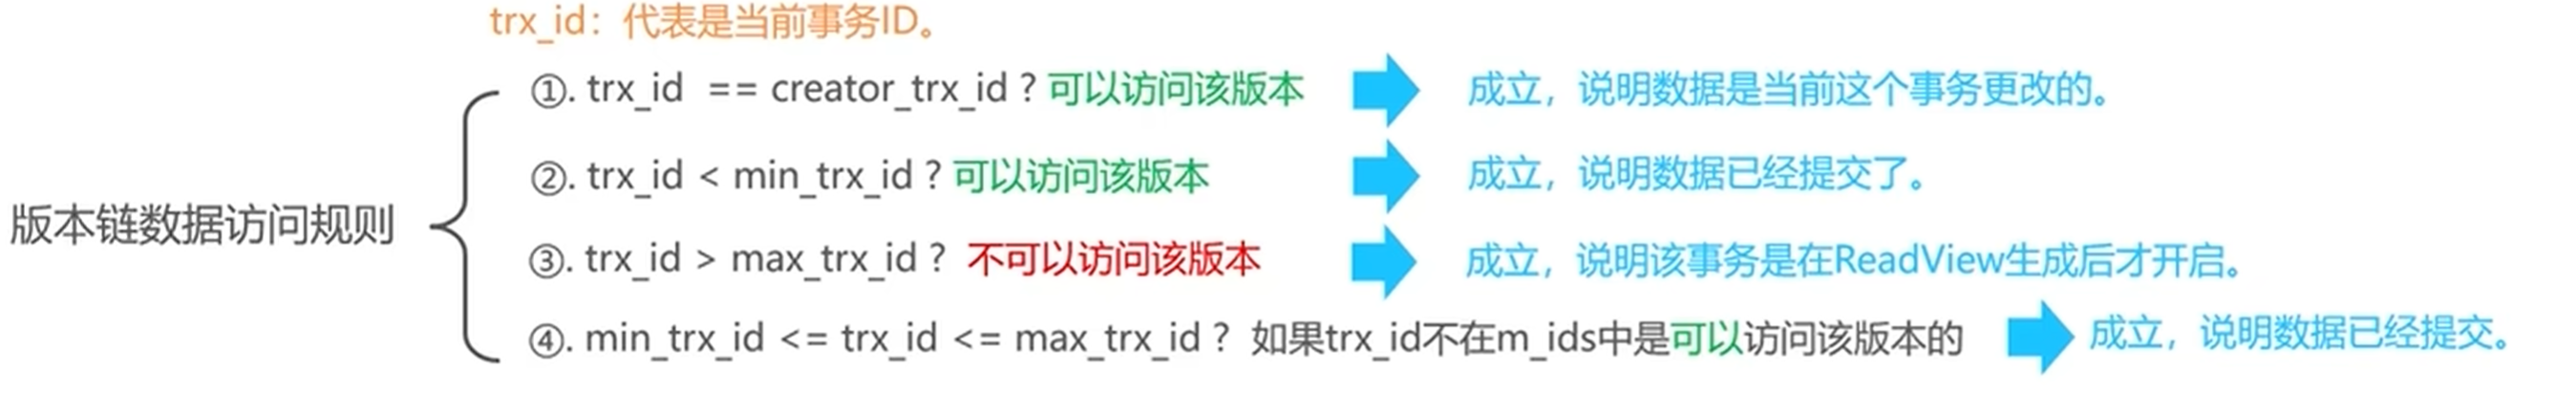 trx_id：代表是当前事务ID。
①. trx_id == creator_trx_id ? 可以访问该版本 成立，说明数据是当前这个事务更改的。
②. trx_id < min_trx_id ? 可以访问该版本 成立，说明数据已经提交了。
版本链数据访问规则
③. trx_id > max_trx_id ? 不可以访问该版本 成立，说明该事务是在ReadView生成后才开启。
④. min_trx_id <= trx_id <= max_trx_id ? 如果trx_id不在m_ids中是可以访问该版本的 成立，说明数据已经提交。